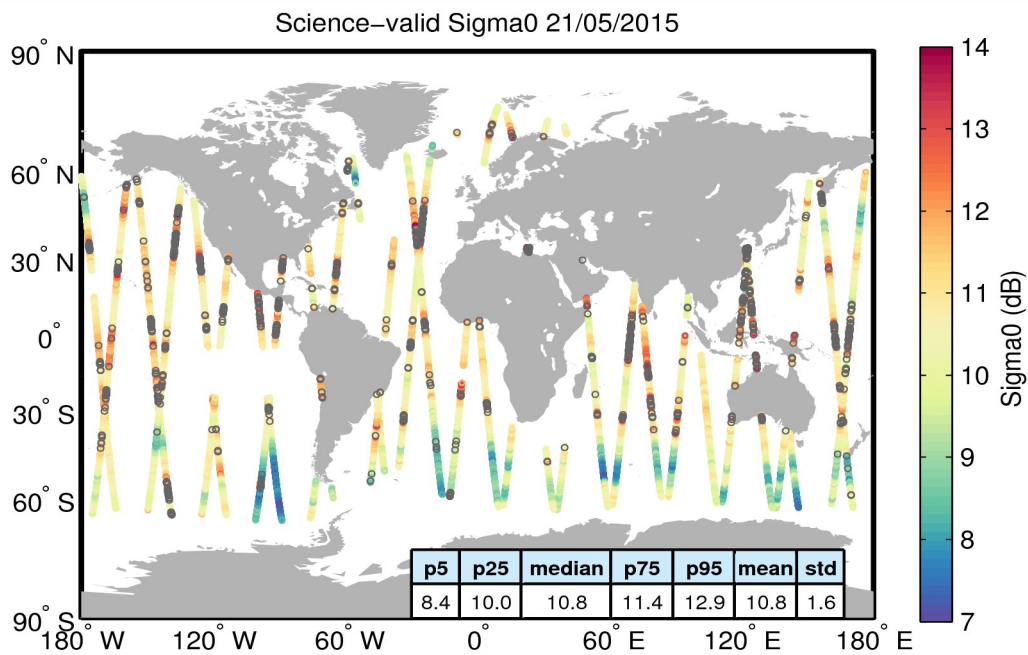 Science−valid Sigma0 21/05/2015
90° N
60° N
30° N
0°
30° S
60° S
90° S
180° W
120° W
60° W
0°
60° E
120° E
180° E
p5 p25 median p75 p95 mean std
8.4 10.0 10.8 11.4 12.9 10.8 1.6
14
13
12
11
10
9
8
7
Sigma0 (dB)